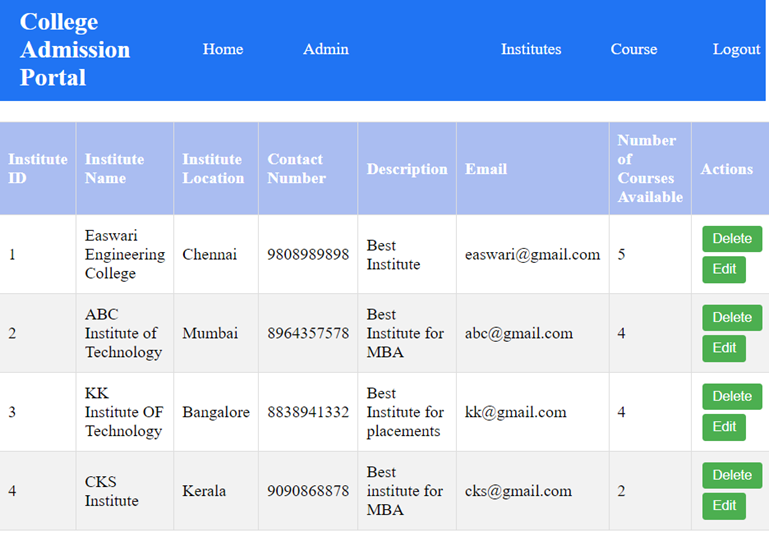 College
Admission
Portal
Home Admin Institutes Course Logout
Institute ID Institute Name Institute Location Contact Number Description Email Number of Courses Available Actions
1 Easwari Engineering College Chennai 9808989898 Best Institute easwari@gmail.com 5 Delete Edit
2 ABC Institute of Technology Mumbai 8964357578 Best Institute for MBA abc@gmail.com 4 Delete Edit
3 KK Institute OF Technology Bangalore 8838941332 Best Institute for placements kk@gmail.com 4 Delete Edit
4 CKS Institute Kerala 9090868878 Best institute for MBA cks@gmail.com 2 Delete Edit